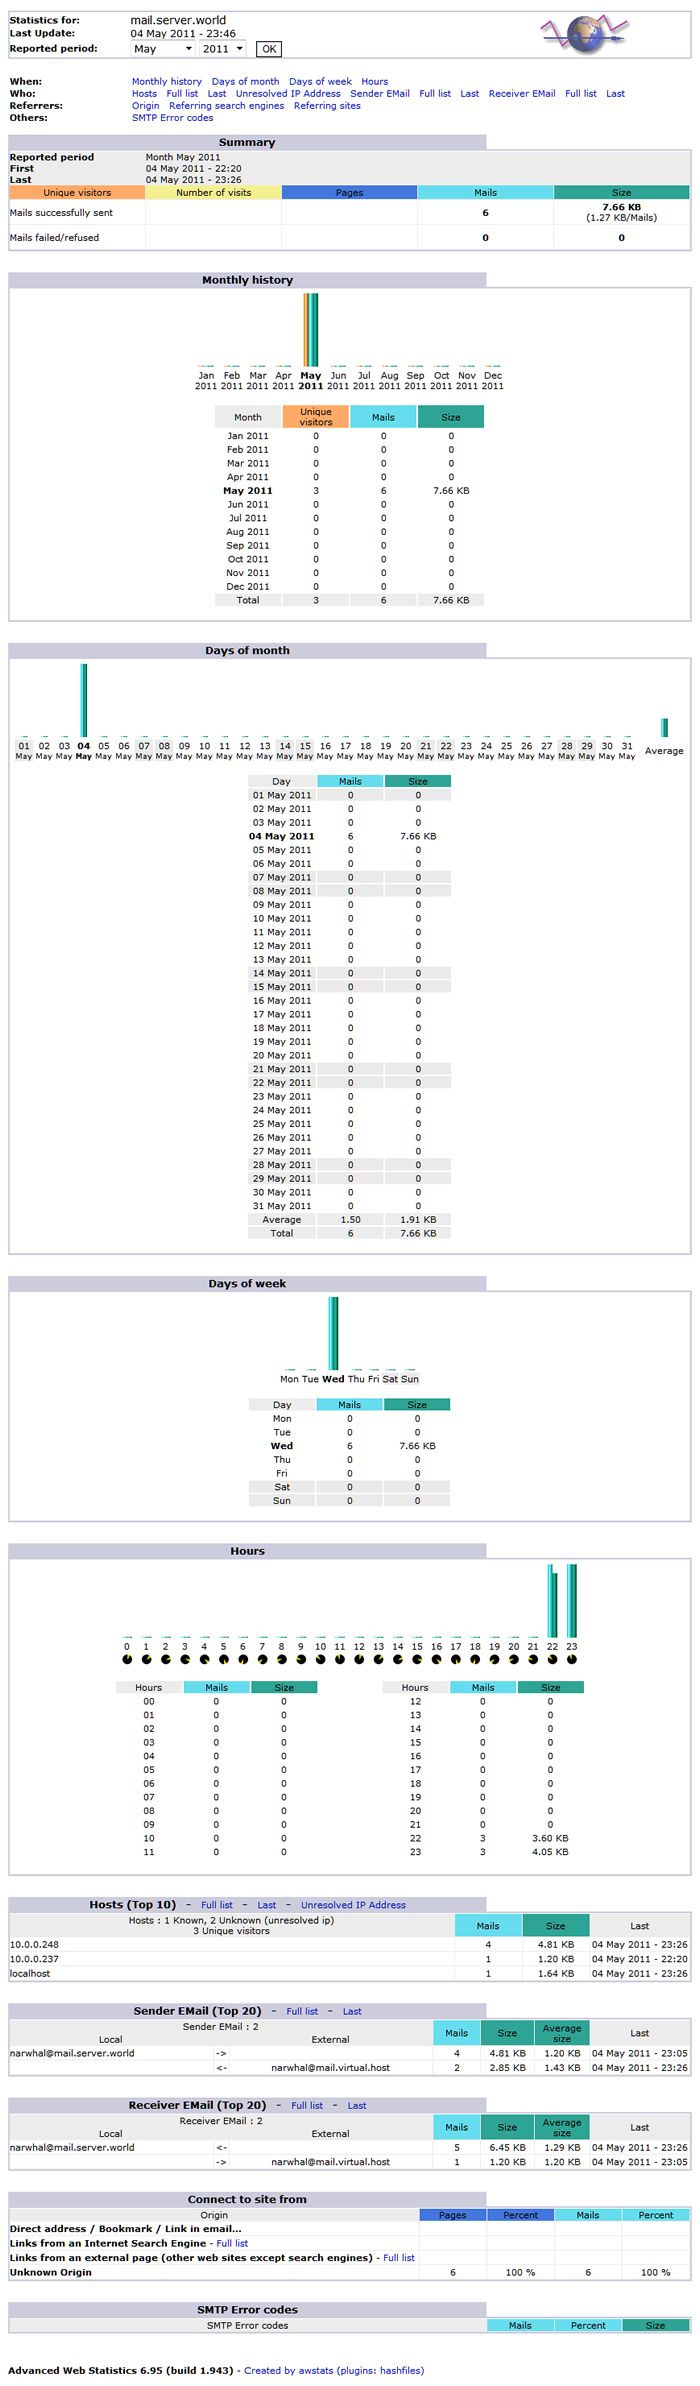 Statistics for: mail.server.world
Last Update: 04 May 2011 - 23:46
Reported period: May 2011 OK
When: Monthly history Days of month Days of week Hours
Who: Hosts Full list Last Unresolved IP Address Sender EMail Full list Last Receiver EMail Full list Last
Referrers: Origin Referring search engines Referring sites
Others: SMTP Error codes
Summary
Reported period Month May 2011
First 04 May 2011 - 22:20
Last 04 May 2011 - 23:26
Unique visitors Number of visits Pages Mails Size
Mails successfully sent 6 7.66 KB
(1.27 KB/Mails)
Mails failed/refused 0 0
Monthly history
Jan Feb Mar Apr May Jun Jul Aug Sep Oct Nov Dec
2011 2011 2011 2011 2011 2011 2011 2011 2011 2011 2011 2011
Month Unique visitors Mails Size
Jan 2011 0 0 0
Feb 2011 0 0 0
Mar 2011 0 0 0
Apr 2011 0 0 0
May 2011 3 6 7.66 KB
Jun 2011 0 0 0
Jul 2011 0 0 0
Aug 2011 0 0 0
Sep 2011 0 0 0
Oct 2011 0 0 0
Nov 2011 0 0 0
Dec 2011 0 0 0
Total 3 6 7.66 KB
Days of month
01 02 03 04 05 06 07 08 09 10 11 12 13 14 15 16 17 18 19 20 21 22 23 24 25 26 27 28 29 30 31
May May May May May May May May May May May May May May May May May May May May May May May May May May May May May May May Average
Day Mails Size
01 May 2011 0 0
02 May 2011 0 0
03 May 2011 0 0
04 May 2011 6 7.66 KB
05 May 2011 0 0
06 May 2011 0 0
07 May 2011 0 0
08 May 2011 0 0
09 May 2011 0 0
10 May 2011 0 0
11 May 2011 0 0
12 May 2011 0 0
13 May 2011 0 0
14 May 2011 0 0
15 May 2011 0 0
16 May 2011 0 0
17 May 2011 0 0
18 May 2011 0 0
19 May 2011 0 0
20 May 2011 0 0
21 May 2011 0 0
22 May 2011 0 0
23 May 2011 0 0
24 May 2011 0 0
25 May 2011 0 0
26 May 2011 0 0
27 May 2011 0 0
28 May 2011 0 0
29 May 2011 0 0
30 May 2011 0 0
31 May 2011 0 0
Average 1.50 1.91 KB
Total 6 7.66 KB
Days of week
Mon Tue Wed Thu Fri Sat Sun
Day Mails Size
Mon 0 0
Tue 0 0
Wed 6 7.66 KB
Thu 0 0
Fri 0 0
Sat 0 0
Sun 0 0
Hours
0 1 2 3 4 5 6 7 8 9 10 11 12 13 14 15 16 17 18 19 20 21 22 23
Hours Mails Size Hours Mails Size
00 0 0 12 0 0
01 0 0 13 0 0
02 0 0 14 0 0
03 0 0 15 0 0
04 0 0 16 0 0
05 0 0 17 0 0
06 0 0 18 0 0
07 0 0 19 0 0
08 0 0 20 0 0
09 0 0 21 0 0
10 0 0 22 3 3.60 KB
11 0 0 23 3 4.05 KB
Hosts (Top 10) - Full list - Last - Unresolved IP Address
Hosts : 1 Known, 2 Unknown (unresolved ip)
3 Unique visitors Mails Size Last
10.0.0.248 4 4.81 KB 04 May 2011 - 23:26
10.0.0.237 1 1.20 KB 04 May 2011 - 22:20
localhost 1 1.64 KB 04 May 2011 - 23:26
Sender EMail (Top 20) - Full list - Last
Sender EMail : 2
Local External Mails Size Average size Last
narwhal@mail.server.world -> 4 4.81 KB 1.20 KB 04 May 2011 - 23:05
<- narwhal@mail.virtual.host 2 2.85 KB 1.43 KB 04 May 2011 - 23:26
Receiver EMail (Top 20) - Full list - Last
Receiver EMail : 2
Local External Mails Size Average size Last
narwhal@mail.server.world <- 5 6.45 KB 1.29 KB 04 May 2011 - 23:26
-> narwhal@mail.virtual.host 1 1.20 KB 1.20 KB 04 May 2011 - 23:05
Connect to site from
Origin Pages Percent Mails Percent
Direct address / Bookmark / Link in email...
Links from an Internet Search Engine - Full list
Links from an external page (other web sites except search engines) - Full list
Unknown Origin 6 100 % 6 100 %
SMTP Error codes
SMTP Error codes Mails Percent Size
Advanced Web Statistics 6.95 (build 1.943) - Created by awstats (plugins: hashfiles)